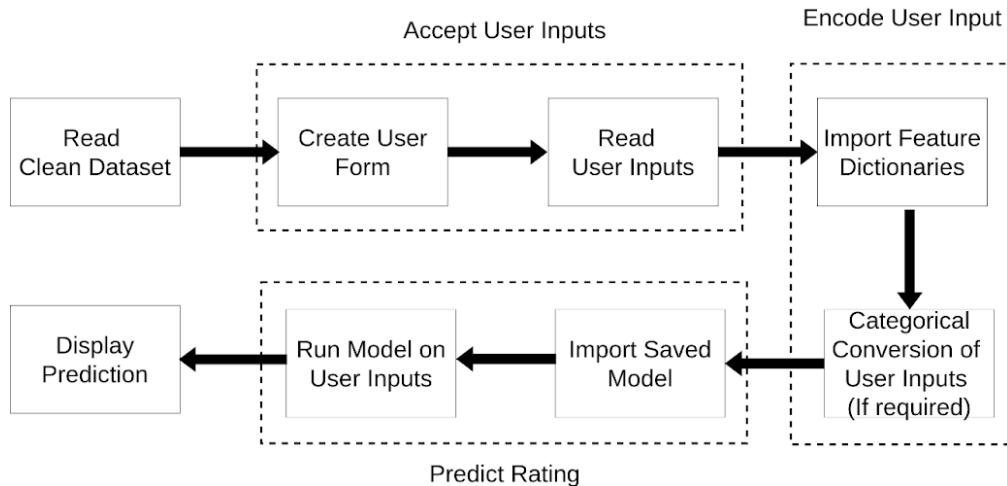 Accept User Inputs
Encode User Input
Read
Clean Dataset
Create User
Form
Read
User Inputs
Import Feature
Dictionaries
Categorical
Conversion of
User Inputs
(If required)
Import Saved
Model
Run Model on
User Inputs
Display
Prediction
Predict Rating